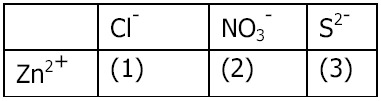 Cl⁻ NO₃⁻ S²⁻
Zn²⁺ (1) (2) (3)